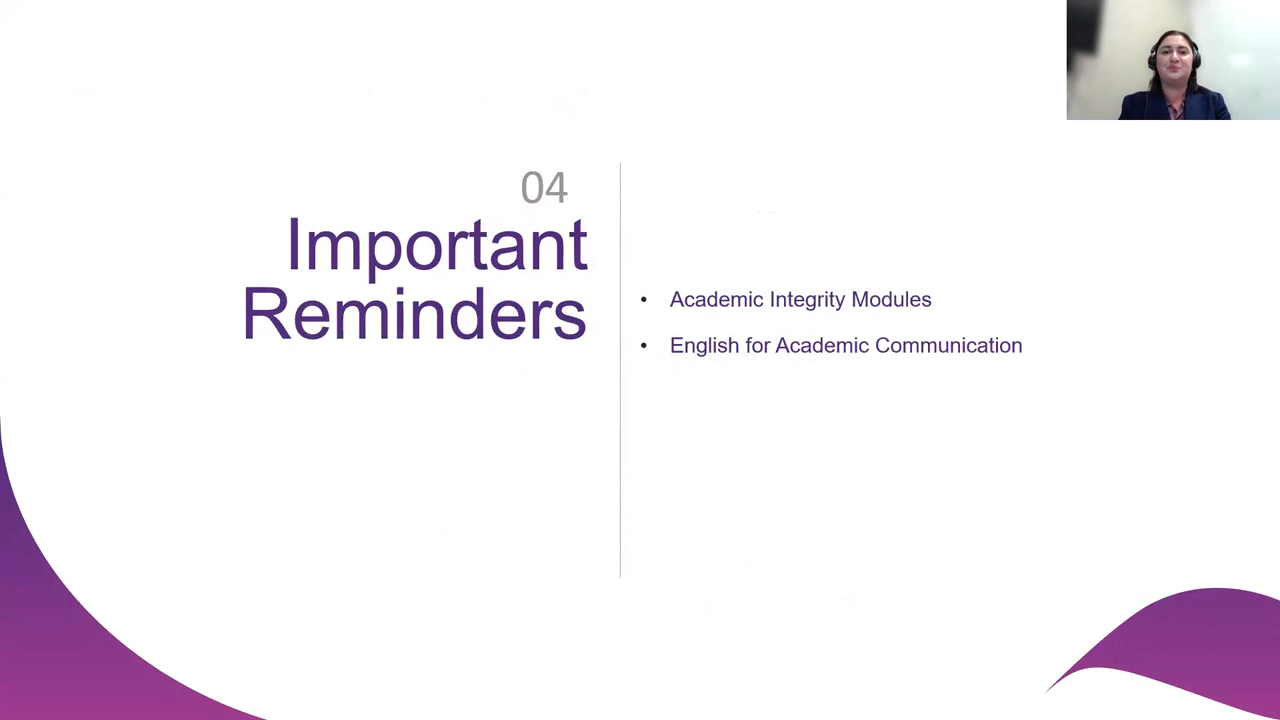 04
Important
Reminders
• Academic Integrity Modules
• English for Academic Communication